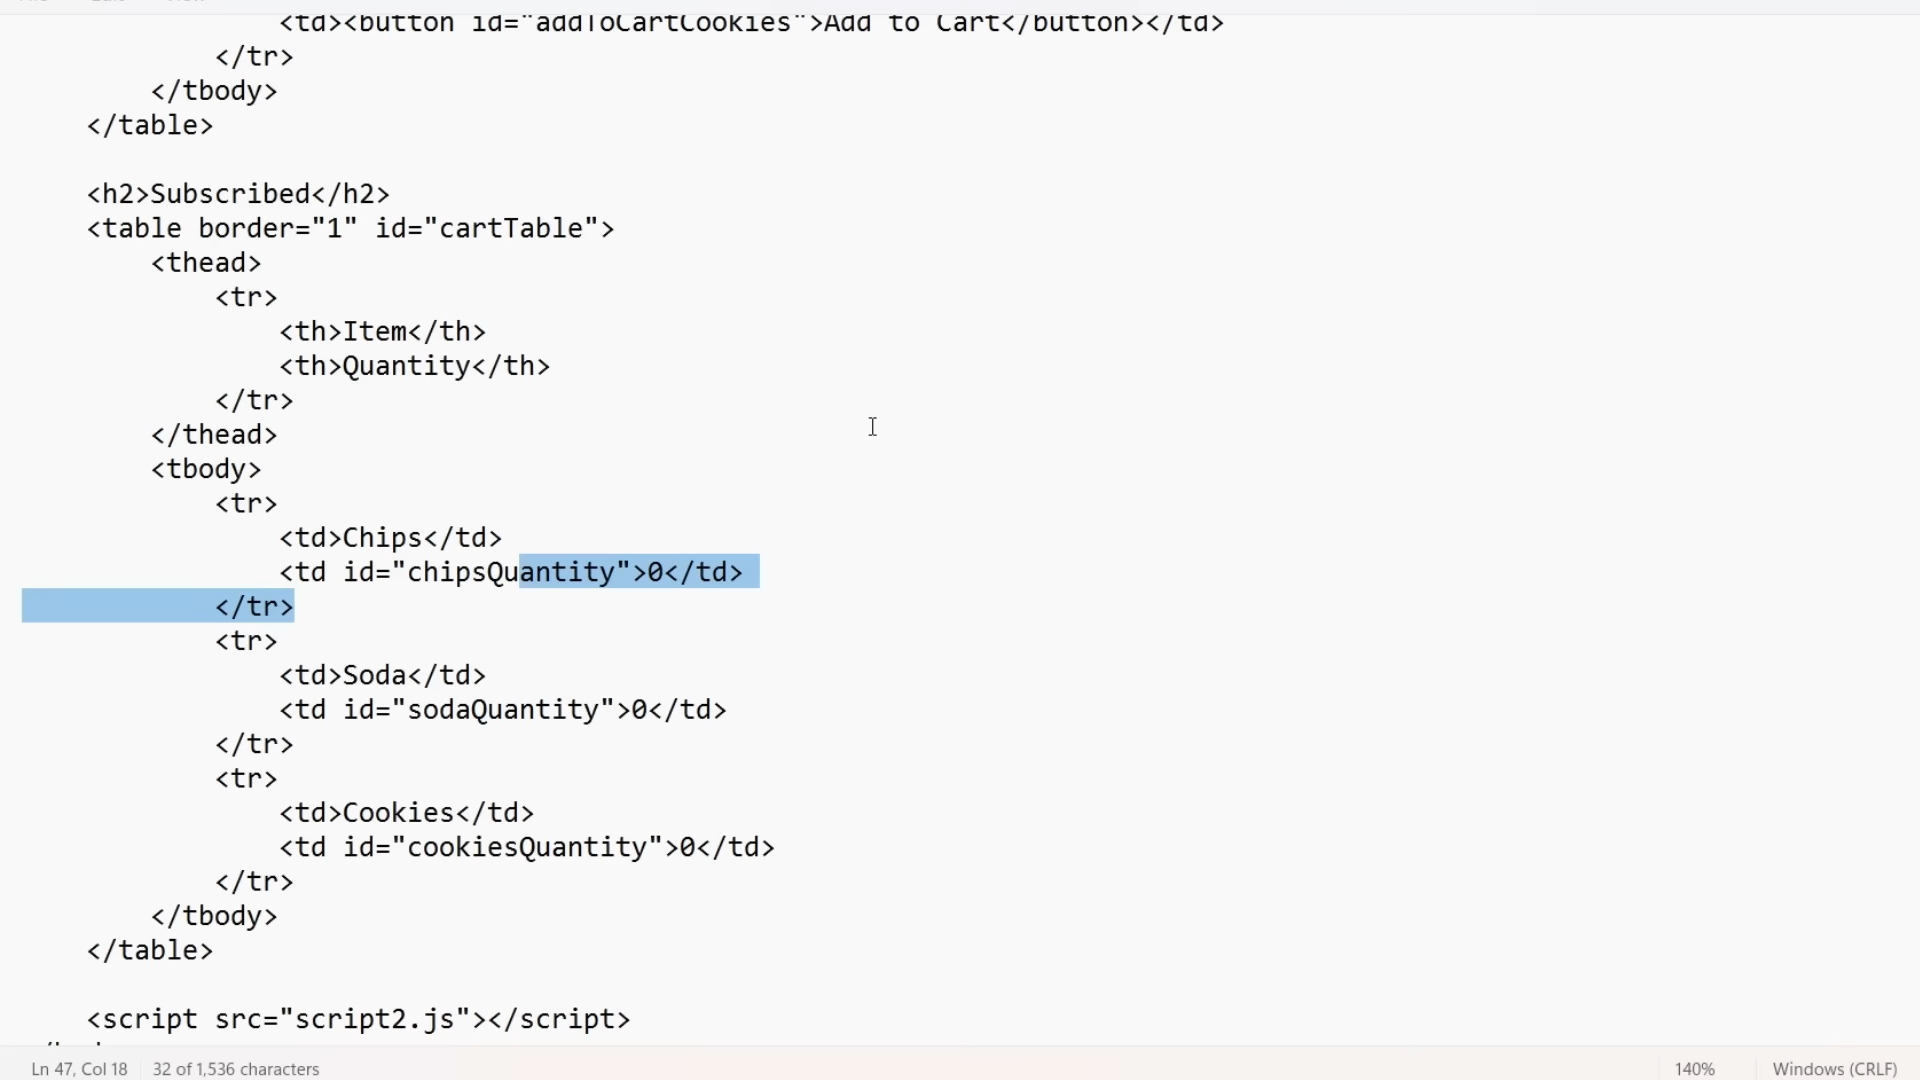 <td><button id="addToCartCookies">Add to Cart</button></td>
</tr>
</tbody>
</table>
<h2>Subscribed</h2>
<table border="1" id="cartTable">
<thead>
<tr>
<th>Item</th>
<th>Quantity</th>
</tr>
</thead>
<tbody>
<tr>
<td>Chips</td>
<td id="chipsQuantity">0</td>
</tr>
<tr>
<td>Soda</td>
<td id="sodaQuantity">0</td>
</tr>
<tr>
<td>Cookies</td>
<td id="cookiesQuantity">0</td>
</tr>
</tbody>
</table>
<script src="script2.js"></script>
Ln 47, Col 18 32 of 1,536 characters 140% Windows (CRLF)